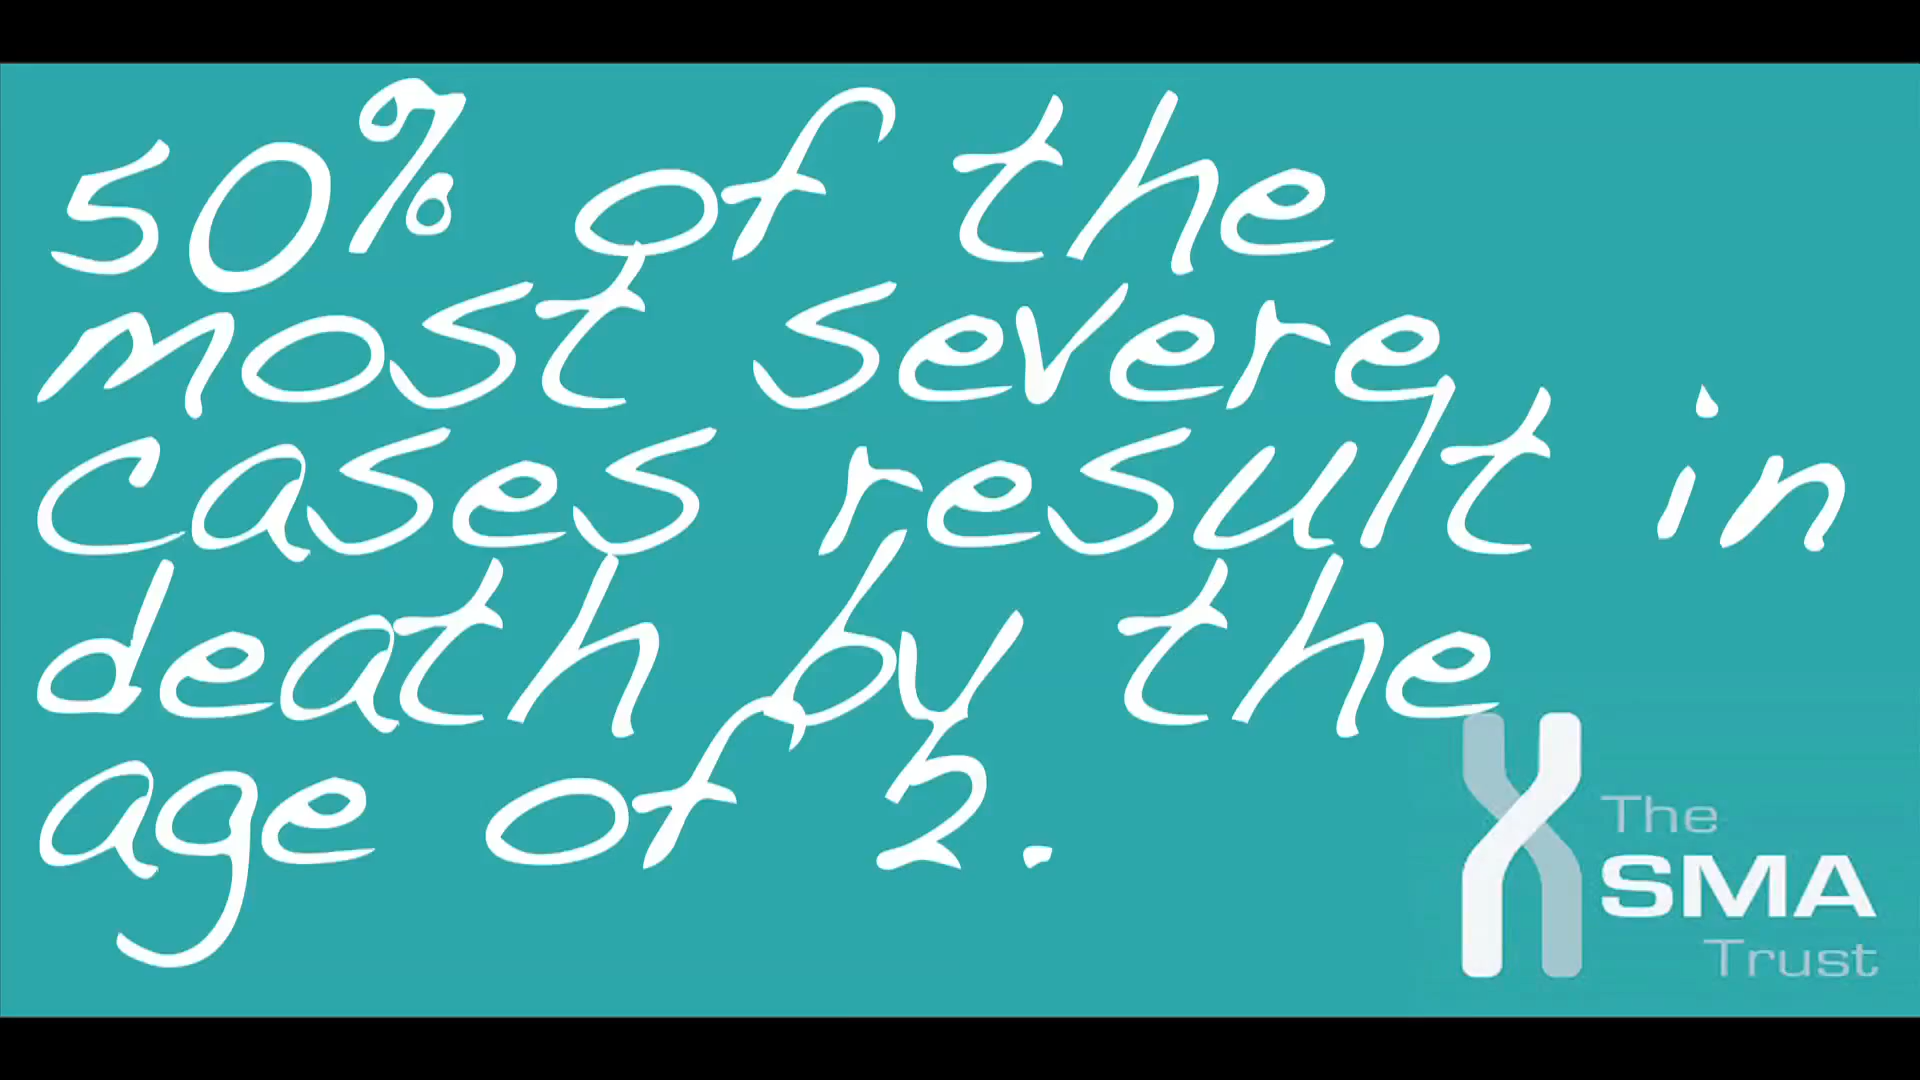 50% of the
most severe
cases result in
death by the
age of 2.
The
SMA
Trust